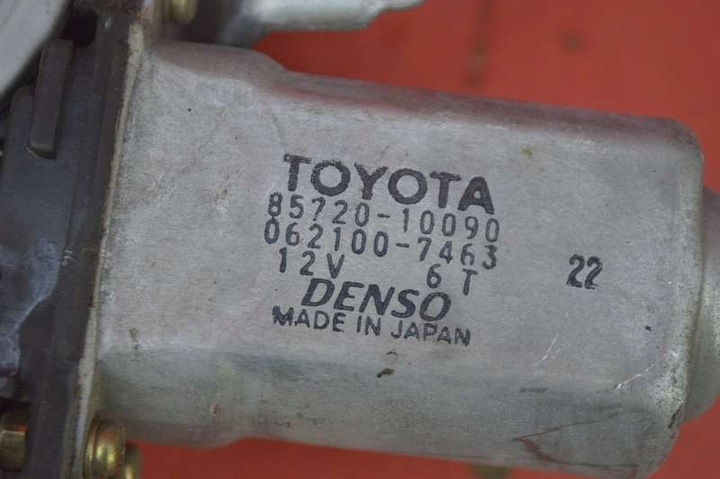 TOYOTA
85720-10090
062100-7463
12V 6T
22
DENSO
MADE IN JAPAN